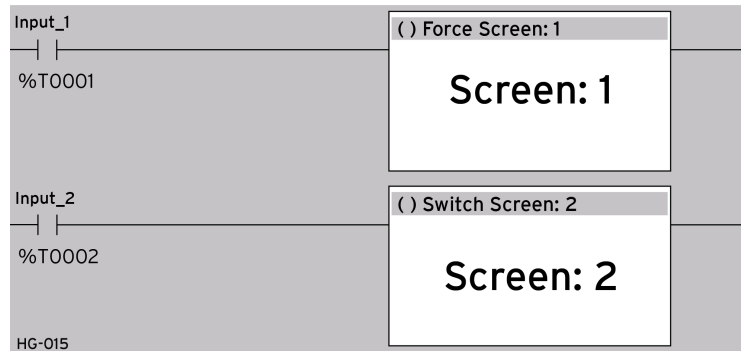 Input_1
( ) Force Screen: 1
%T0001
Screen: 1
Input_2
( ) Switch Screen: 2
%T0002
Screen: 2
HG-015